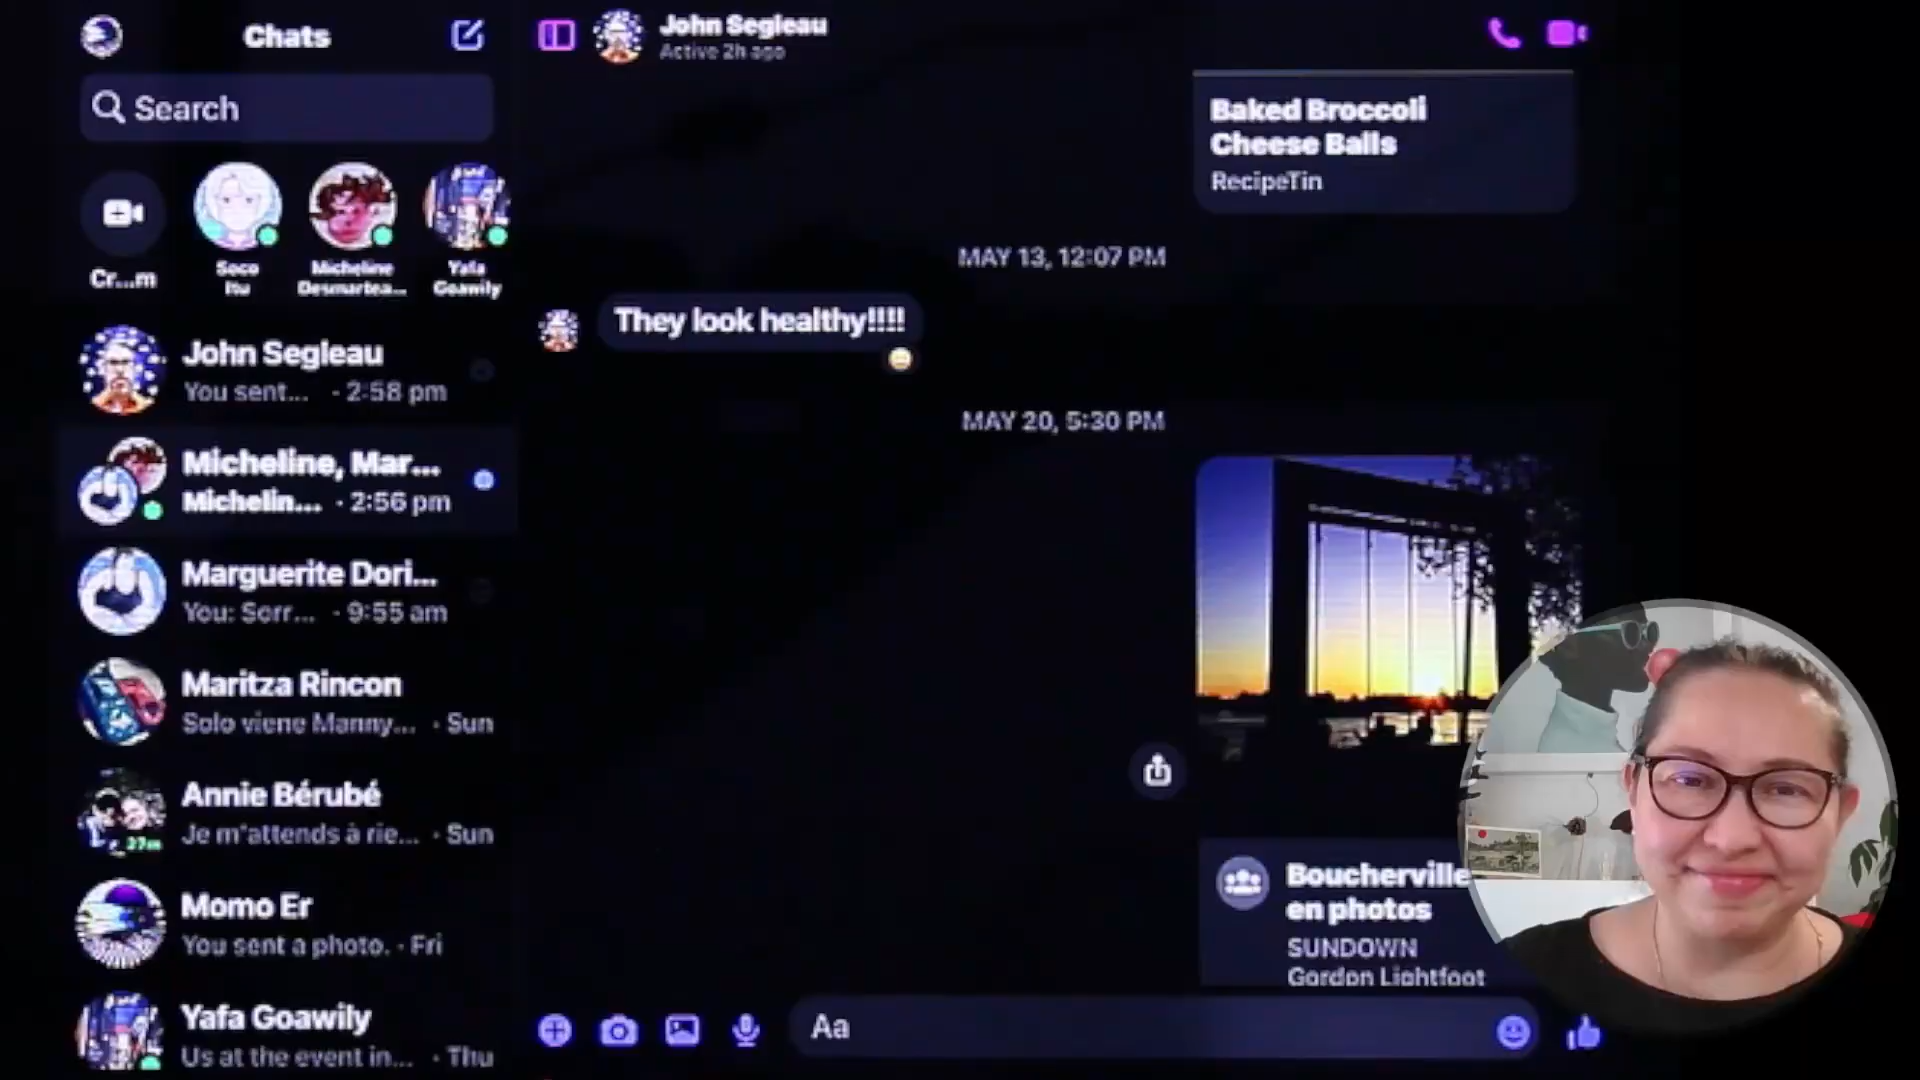 Chats
Search
Cr...m
Soco
Itu
Micheline
Desmartea...
Yafa
Goawily
John Segleau
You sent... · 2:58 pm
Micheline, Mar...
Michelin... · 2:56 pm
Marguerite Dori...
You: Sorr... · 9:55 am
Maritza Rincon
Solo viene Manny... · Sun
Annie Bérubé
Je m'attends à rie... · Sun
27m
Momo Er
You sent a photo. · Fri
Yafa Goawily
Us at the event in... · Thu
John Segleau
Active 2h ago
Baked Broccoli
Cheese Balls
RecipeTin
MAY 13, 12:07 PM
They look healthy!!!!
MAY 20, 5:30 PM
Boucherville
en photos
SUNDOWN
Gordon Lightfoot
Aa